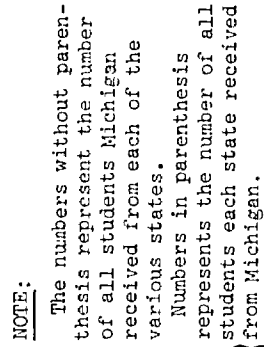 NOTE:
The numbers without paren-
thesis represent the number
of all students Michigan
received from each of the
various states.
Numbers in parenthesis
represents the number of all
students each state received
from Michigan.